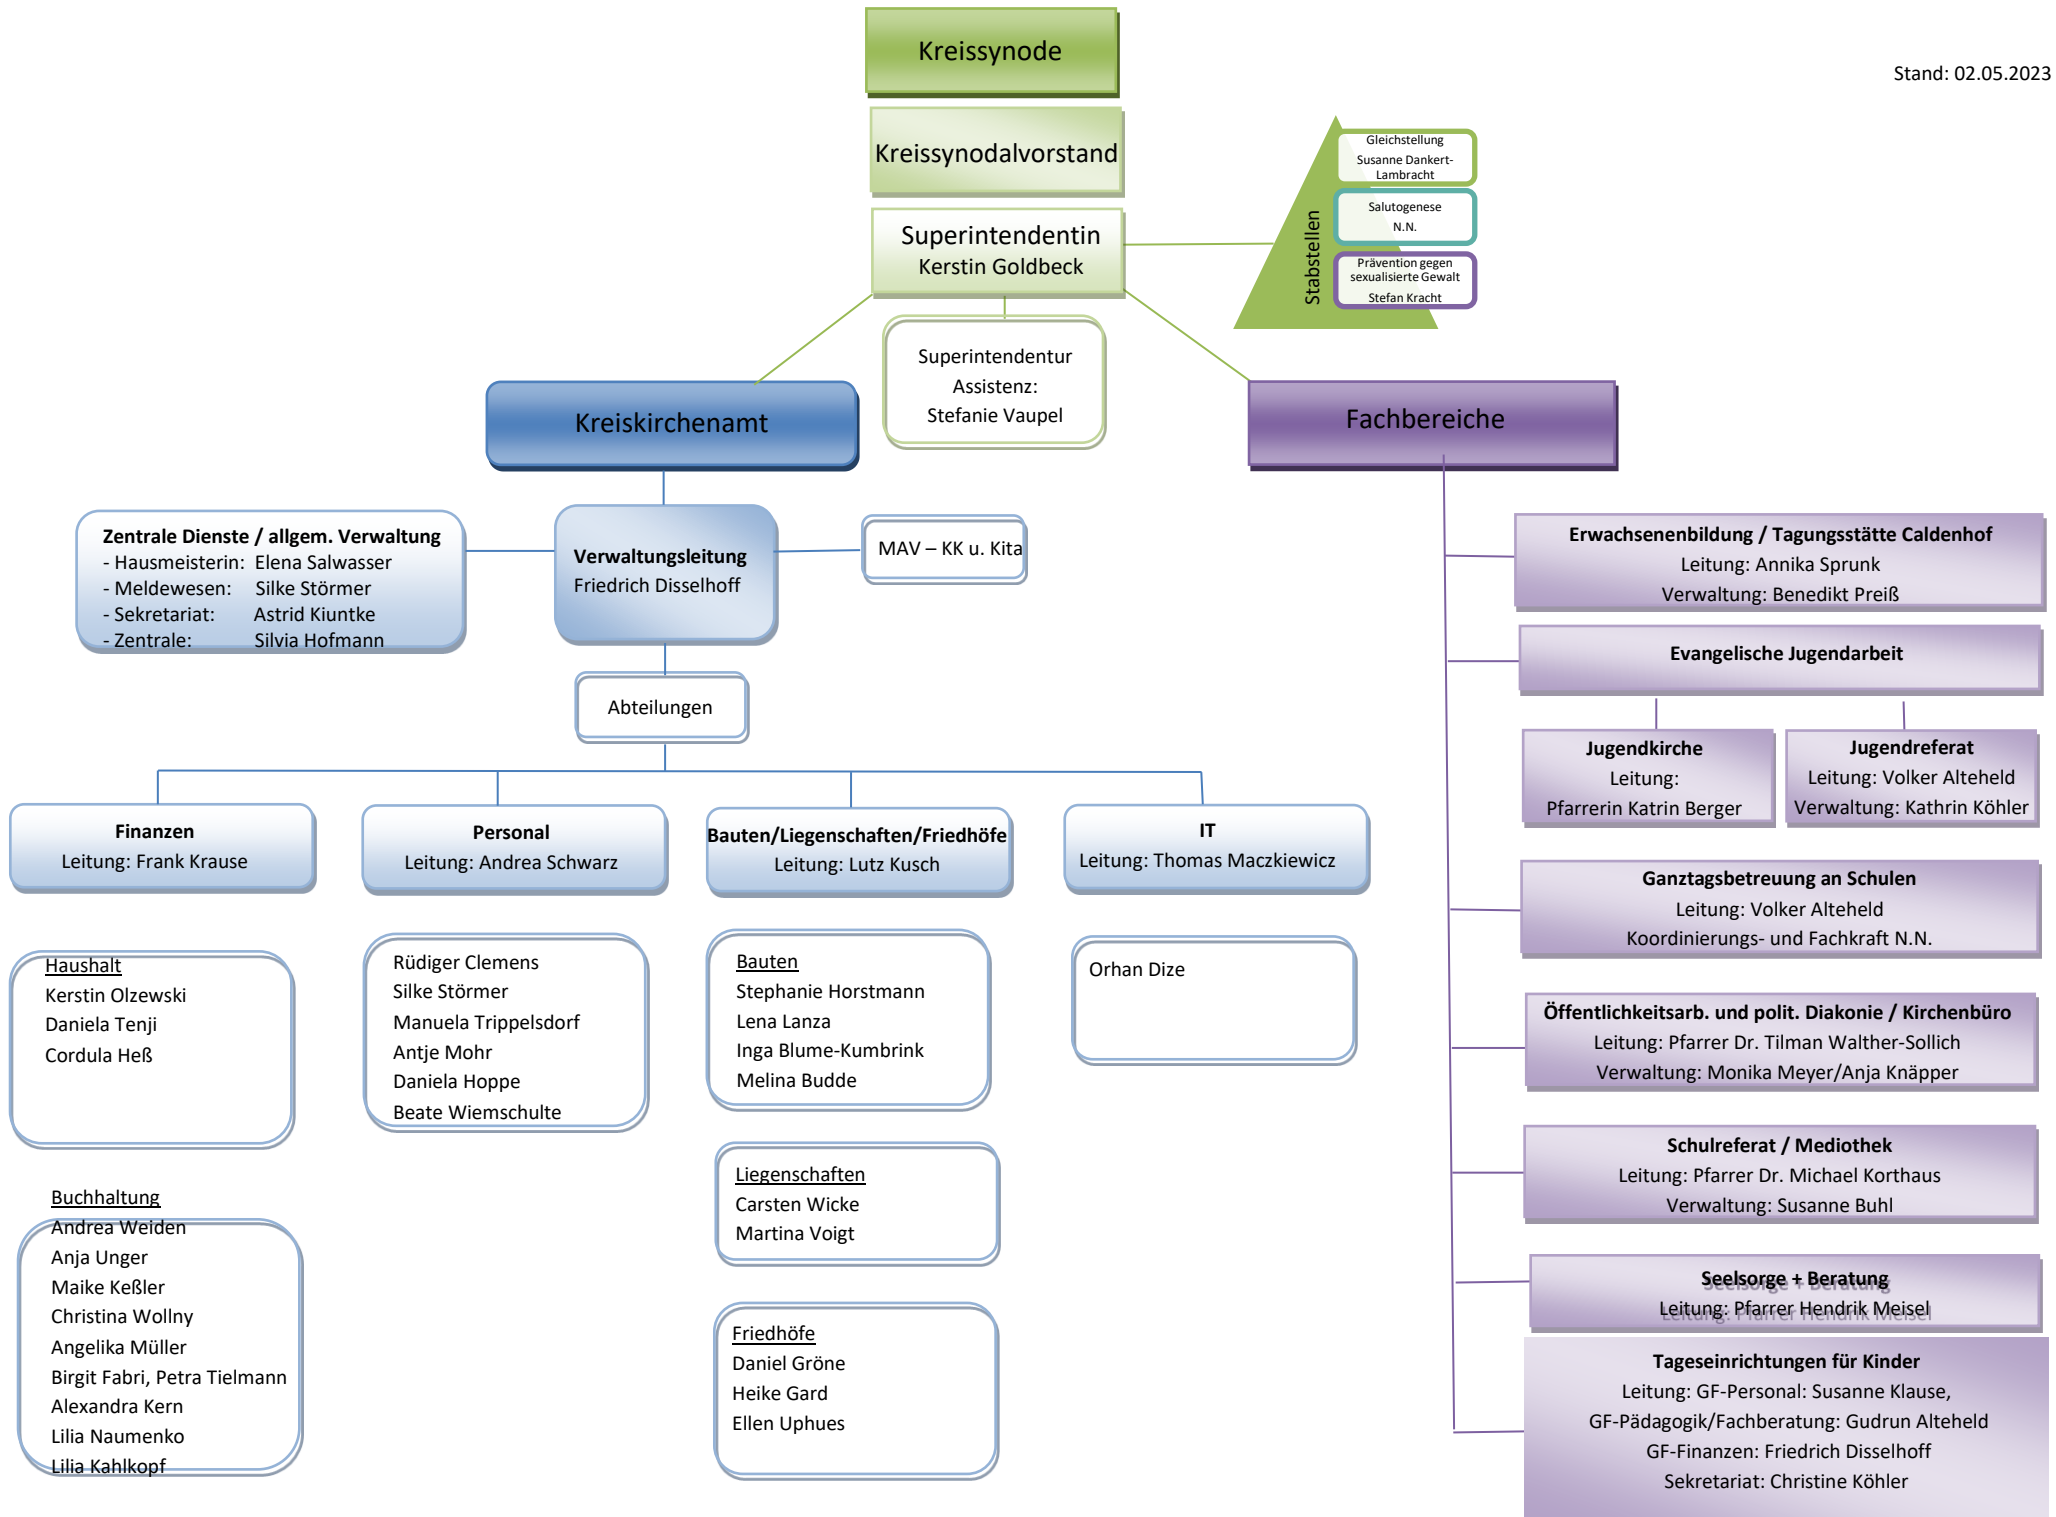 Kreissynode
Stand: 02.05.2023
Kreissynodalvorstand
Superintendentin
Kerstin Goldbeck
Stabstellen
Gleichstellung
Susanne Dankert-
Lambracht
Salutogenese
N.N.
Prävention gegen
sexualisierte Gewalt
Stefan Kracht
Superintendentur
Assistenz:
Stefanie Vaupel
Kreiskirchenamt
Fachbereiche
Zentrale Dienste / allgem. Verwaltung
- Hausmeisterin: Elena Salwasser
- Meldewesen: Silke Störmer
- Sekretariat: Astrid Kiuntke
- Zentrale: Silvia Hofmann
Verwaltungsleitung
Friedrich Disselhoff
MAV – KK u. Kita
Abteilungen
Finanzen
Leitung: Frank Krause
Haushalt
Kerstin Olzewski
Daniela Tenji
Cordula Heß
Buchhaltung
Andrea Weiden
Anja Unger
Maike Keßler
Christina Wollny
Angelika Müller
Birgit Fabri, Petra Tielmann
Alexandra Kern
Lilia Naumenko
Lilia Kahlkopf
Personal
Leitung: Andrea Schwarz
Rüdiger Clemens
Silke Störmer
Manuela Trippelsdorf
Antje Mohr
Daniela Hoppe
Beate Wiemschulte
Bauten/Liegenschaften/Friedhöfe
Leitung: Lutz Kusch
Bauten
Stephanie Horstmann
Lena Lanza
Inga Blume-Kumbrink
Melina Budde
Liegenschaften
Carsten Wicke
Martina Voigt
Friedhöfe
Daniel Gröne
Heike Gard
Ellen Uphues
IT
Leitung: Thomas Maczkiewicz
Orhan Dize
Erwachsenenbildung / Tagungsstätte Caldenhof
Leitung: Annika Sprunk
Verwaltung: Benedikt Preiß
Evangelische Jugendarbeit
Jugendkirche
Leitung:
Pfarrerin Katrin Berger
Jugendreferat
Leitung: Volker Alteheld
Verwaltung: Kathrin Köhler
Ganztagsbetreuung an Schulen
Leitung: Volker Alteheld
Koordinierungs- und Fachkraft N.N.
Öffentlichkeitsarb. und polit. Diakonie / Kirchenbüro
Leitung: Pfarrer Dr. Tilman Walther-Sollich
Verwaltung: Monika Meyer/Anja Knäpper
Schulreferat / Mediothek
Leitung: Pfarrer Dr. Michael Korthaus
Verwaltung: Susanne Buhl
Seelsorge + Beratung
Leitung: Pfarrer Hendrik Meisel
Tageseinrichtungen für Kinder
Leitung: GF-Personal: Susanne Klause,
GF-Pädagogik/Fachberatung: Gudrun Alteheld
GF-Finanzen: Friedrich Disselhoff
Sekretariat: Christine Köhler